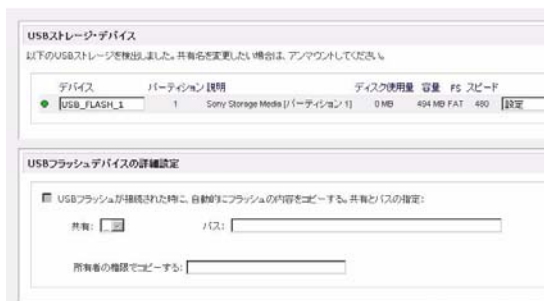 USBストレージ・デバイス
以下のUSBストレージを検出しました。共有名を変更したい場合は、アンマウントしてください。
デバイス パーティション 説明 ディスク使用量 容量 FS スピード
USB_FLASH_1 1 Sony Storage Media [パーティション 1] 0 MB 494 MB FAT 480 設定
USBフラッシュデバイスの詳細設定
USBフラッシュが接続された時に、自動的にフラッシュの内容をコピーする。共有とパスの指定:
共有: パス:
所有者の権限でコピーする: